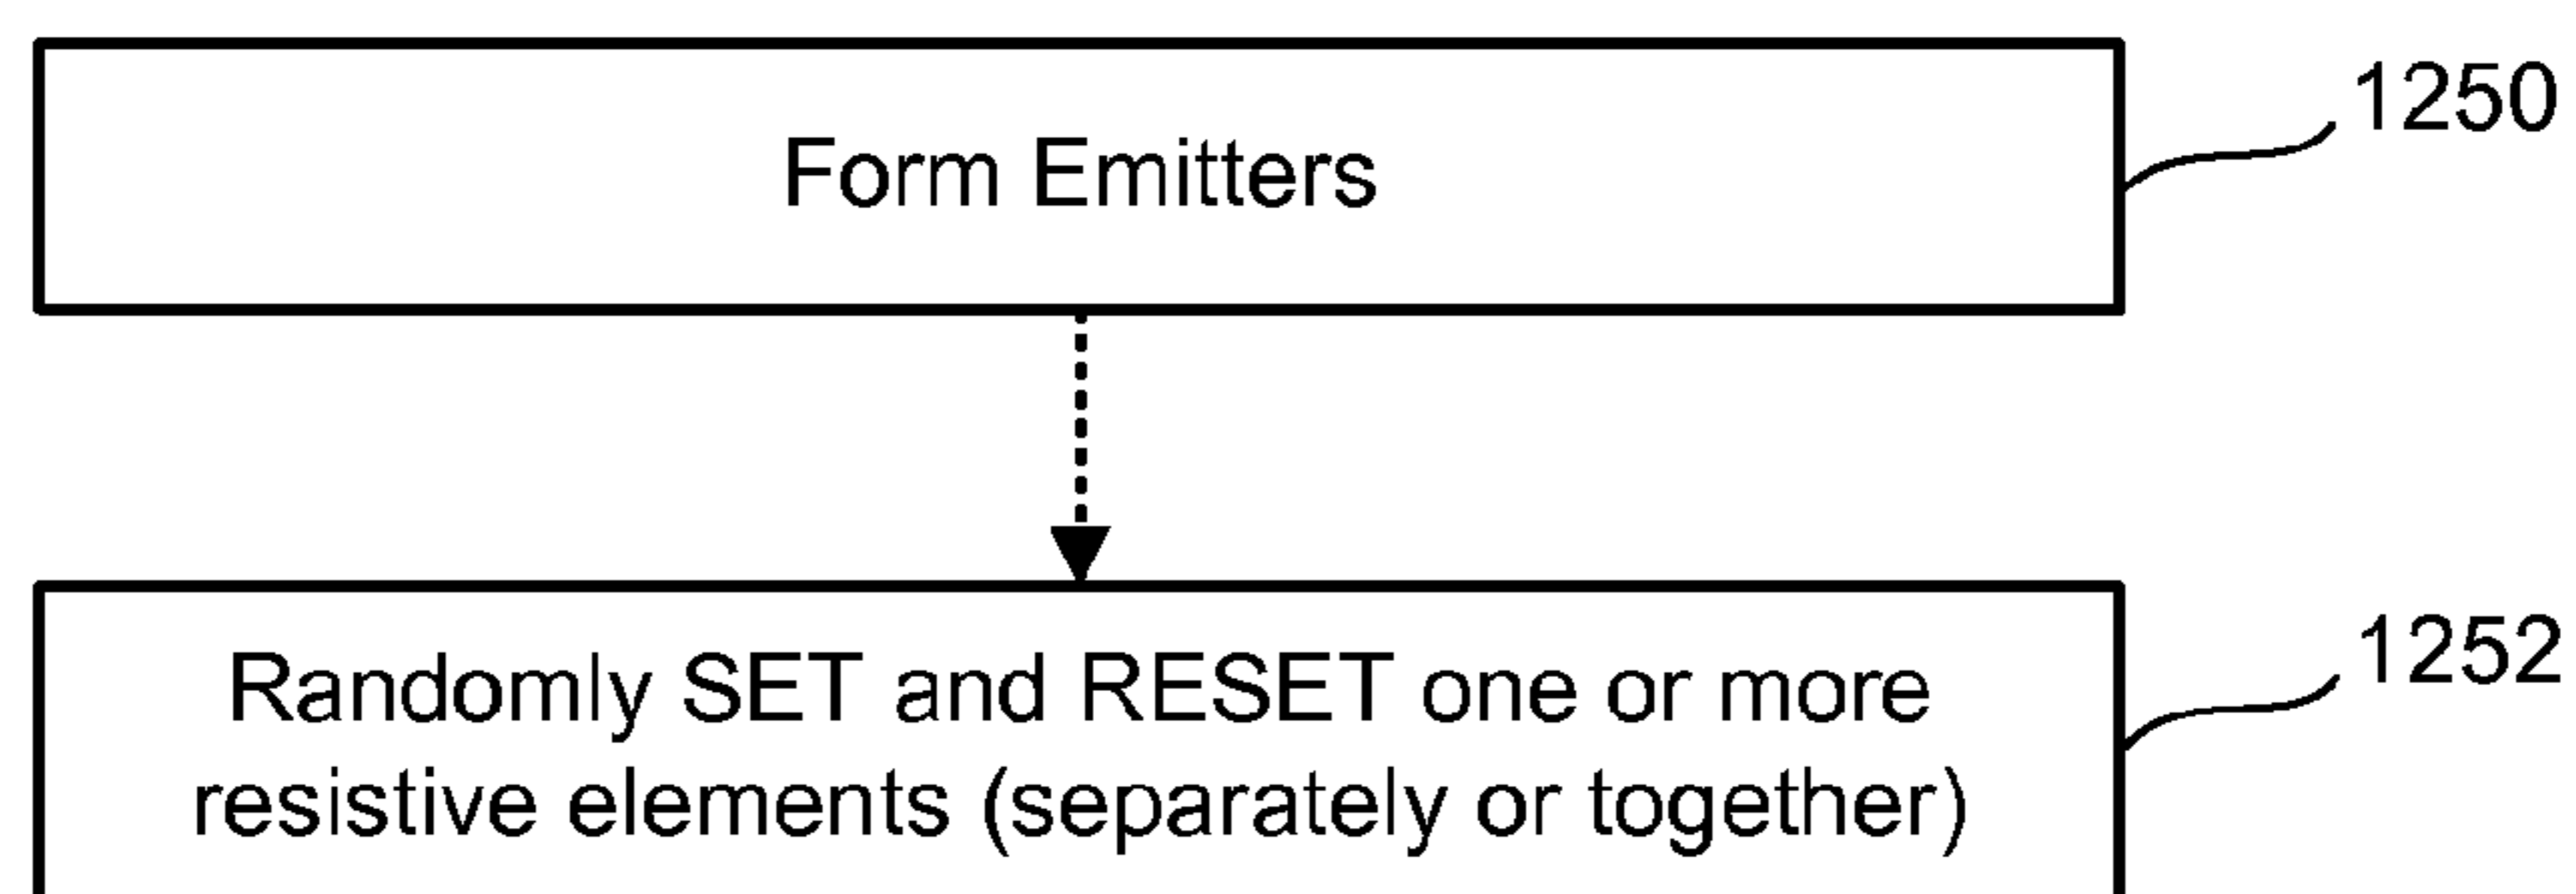 1250
Form Emitters
1252
Randomly SET and RESET one or more
resistive elements (separately or together)